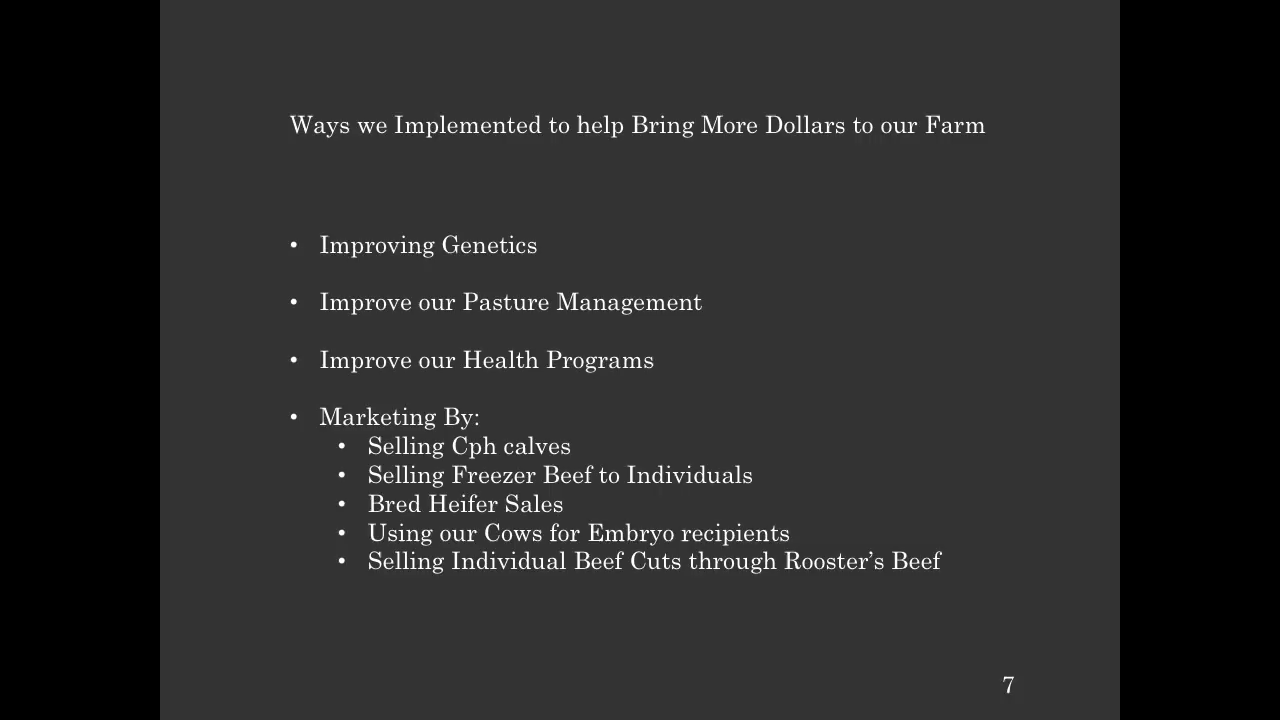 Ways we Implemented to help Bring More Dollars to our Farm
• Improving Genetics
• Improve our Pasture Management
• Improve our Health Programs
• Marketing By:
• Selling Cph calves
• Selling Freezer Beef to Individuals
• Bred Heifer Sales
• Using our Cows for Embryo recipients
• Selling Individual Beef Cuts through Rooster’s Beef
7